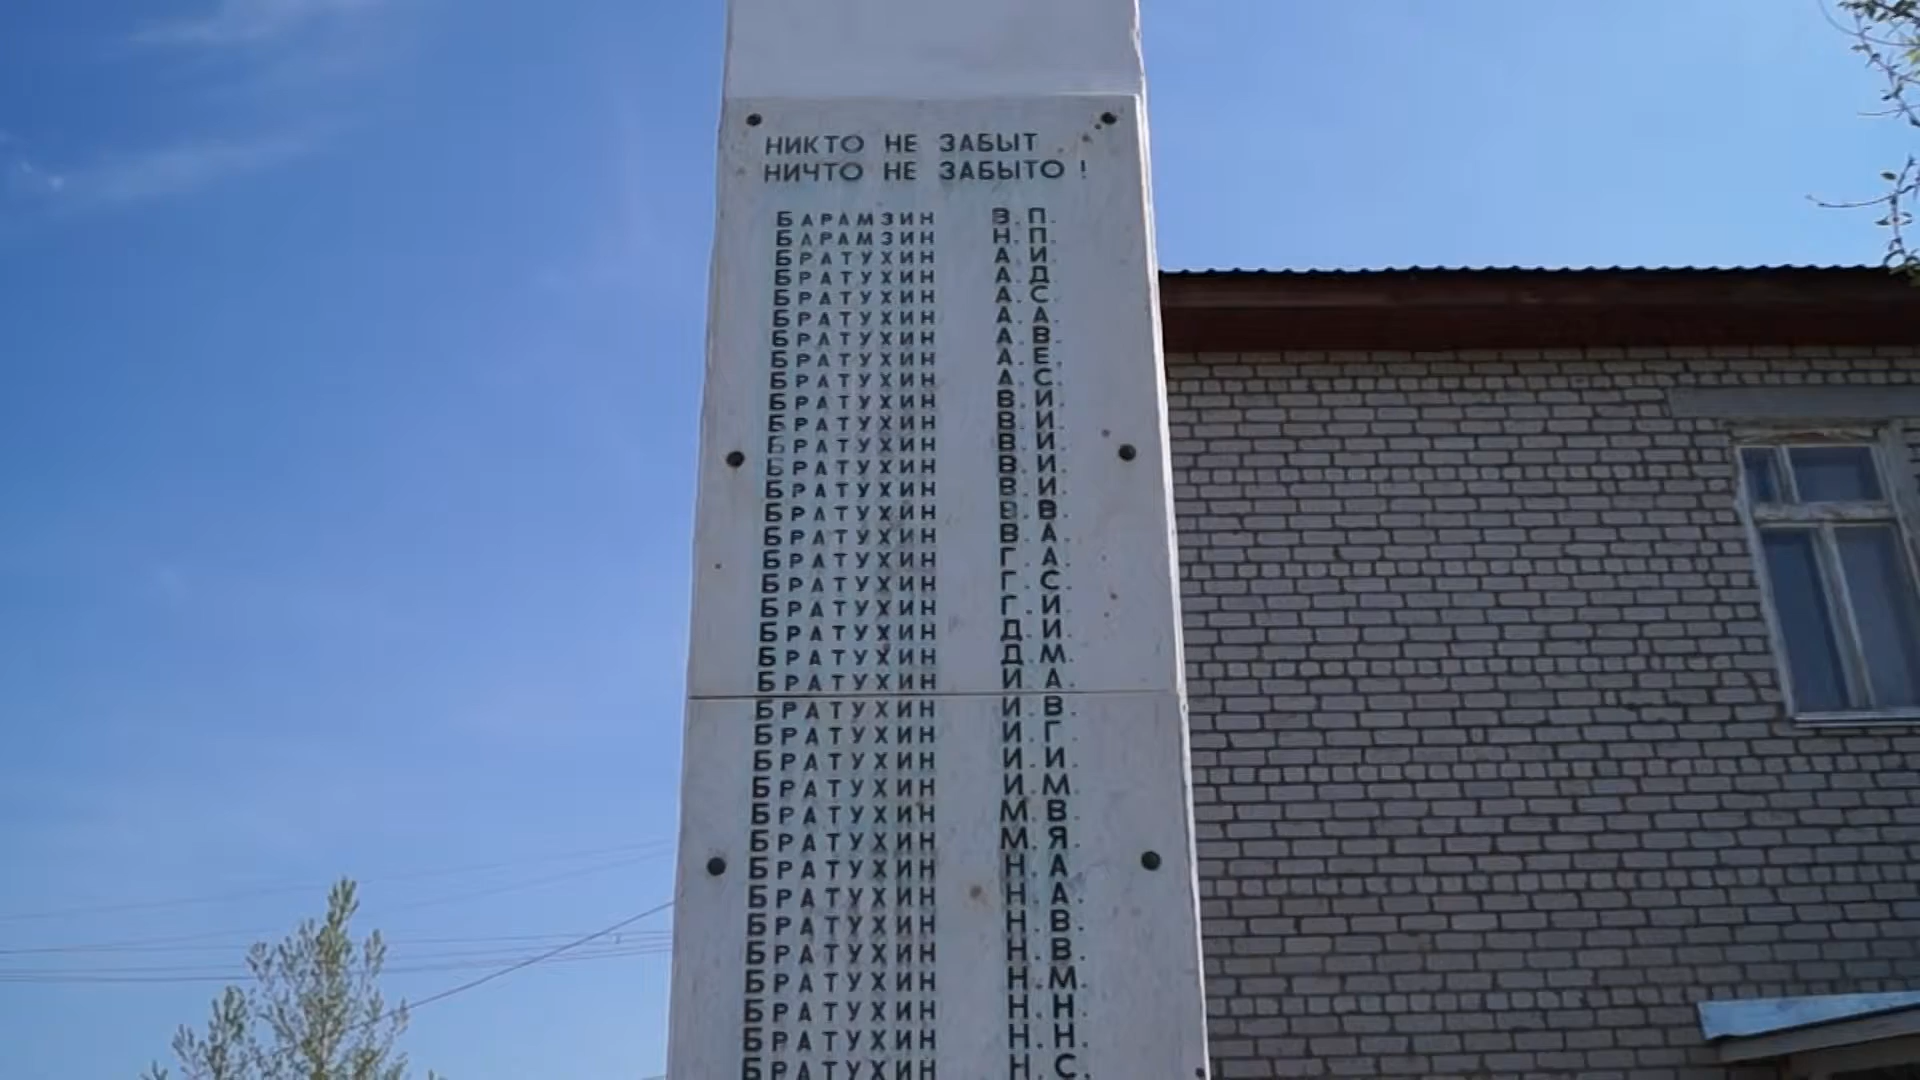 НИКТО НЕ ЗАБЫТ
НИЧТО НЕ ЗАБЫТО !
БАРАМЗИН В.П.
БАРАМЗИН Н.П.
БРАТУХИН А.И.
БРАТУХИН А.Д.
БРАТУХИН А.С.
БРАТУХИН А.А.
БРАТУХИН А.В.
БРАТУХИН А.Е.
БРАТУХИН А.С.
БРАТУХИН В.И.
БРАТУХИН В.И.
БРАТУХИН В.И.
БРАТУХИН В.И.
БРАТУХИН В.И.
БРАТУХИН В.В.
БРАТУХИН В.А.
БРАТУХИН Г.А.
БРАТУХИН Г.С.
БРАТУХИН Г.И.
БРАТУХИН Д.И.
БРАТУХИН Д.М.
БРАТУХИН И.А.
БРАТУХИН И.В.
БРАТУХИН И.Г.
БРАТУХИН И.И.
БРАТУХИН И.М.
БРАТУХИН М.В.
БРАТУХИН М.Я.
БРАТУХИН Н.А.
БРАТУХИН Н.А.
БРАТУХИН Н.В.
БРАТУХИН Н.В.
БРАТУХИН Н.М.
БРАТУХИН Н.Н.
БРАТУХИН Н.Н.
БРАТУХИН Н.С.